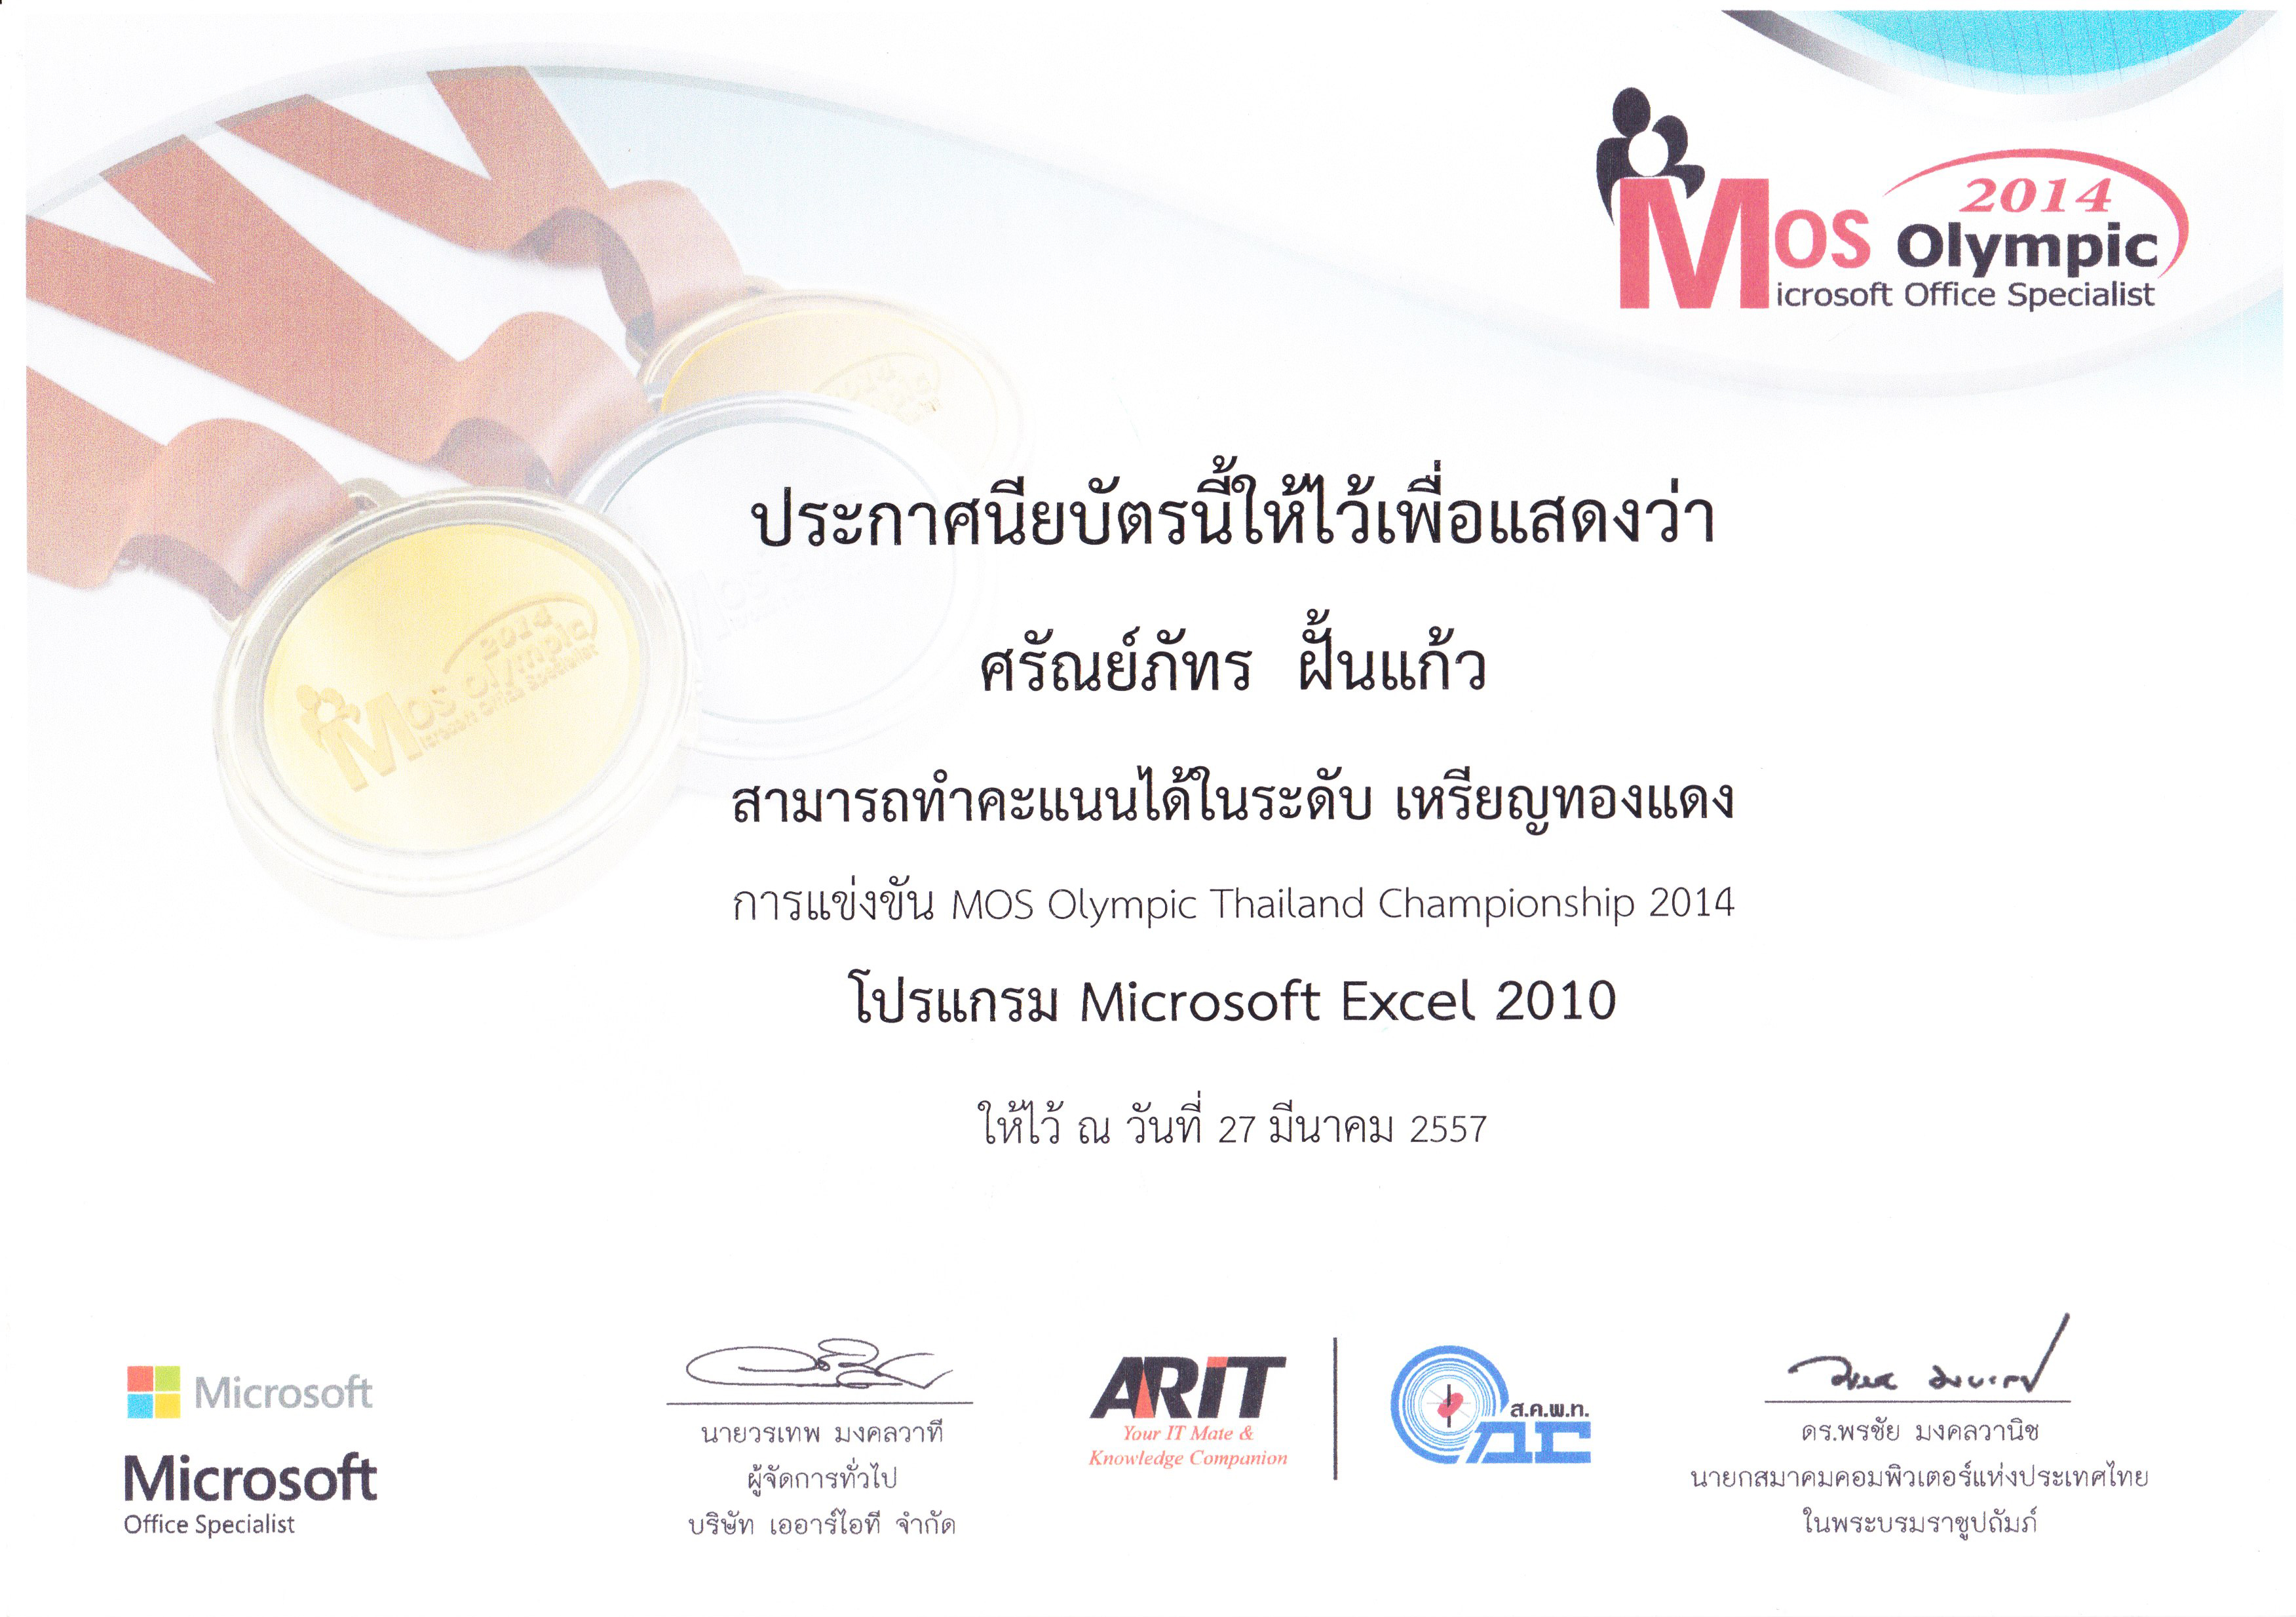 2014
Mos Olympic
Microsoft Office Specialist
ประกาศนียบัตรนี้ให้ไว้เพื่อแสดงว่า
ศรัณย์ภัทร ฝั้นแก้ว
สามารถทำคะแนนได้ในระดับ เหรียญทองแดง
การแข่งขัน MOS Olympic Thailand Championship 2014
โปรแกรม Microsoft Excel 2010
ให้ไว้ ณ วันที่ 27 มีนาคม 2557
Microsoft
Microsoft
Office Specialist
นายวรเทพ มงคลวาที
ผู้จัดการทั่วไป
บริษัท เออาร์ไอที จำกัด
ARiT
Your IT Mate &
Knowledge Companion
ส.ค.พ.ท.
ดร.พรชัย มงคลวานิช
นายกสมาคมคอมพิวเตอร์แห่งประเทศไทย
ในพระบรมราชูปถัมภ์